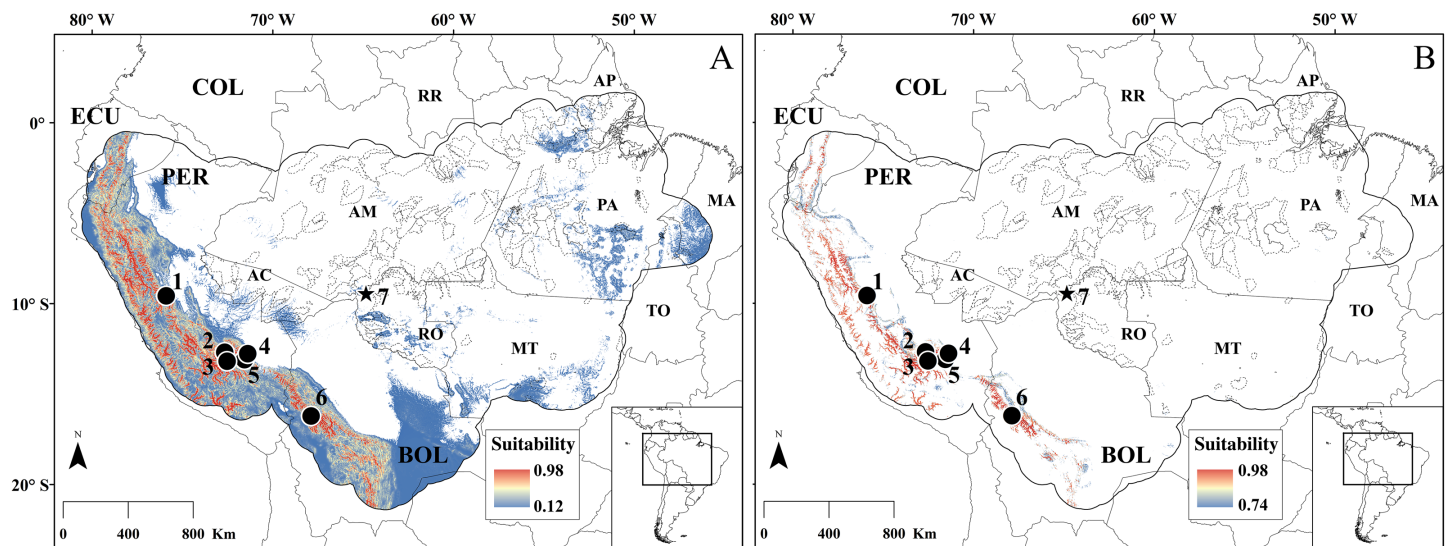 80° W 70° W 60° W 50° W
A
COL
RR
AP
ECU
0°
PER
AM
PA
MA
AC
1
10° S
7
TO
2
4
RO
MT
3
5
6
N
BOL
Suitability
0.98
0.12
20° S
0 400 800 Km
80° W 70° W 60° W 50° W
B
COL
RR
AP
ECU
PER
AM
PA
MA
AC
1
7
TO
2
4
RO
MT
3
5
6
N
BOL
Suitability
0.98
0.74
0 400 800 Km